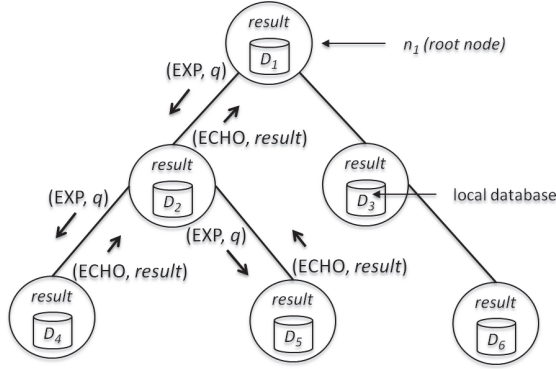 result
D1
n1 (root node)
(EXP, q)
(ECHO, result)
result
D2
result
D3
local database
(EXP, q)
(EXP, q)
(ECHO, result)
(ECHO, result)
result
D4
result
D5
result
D6